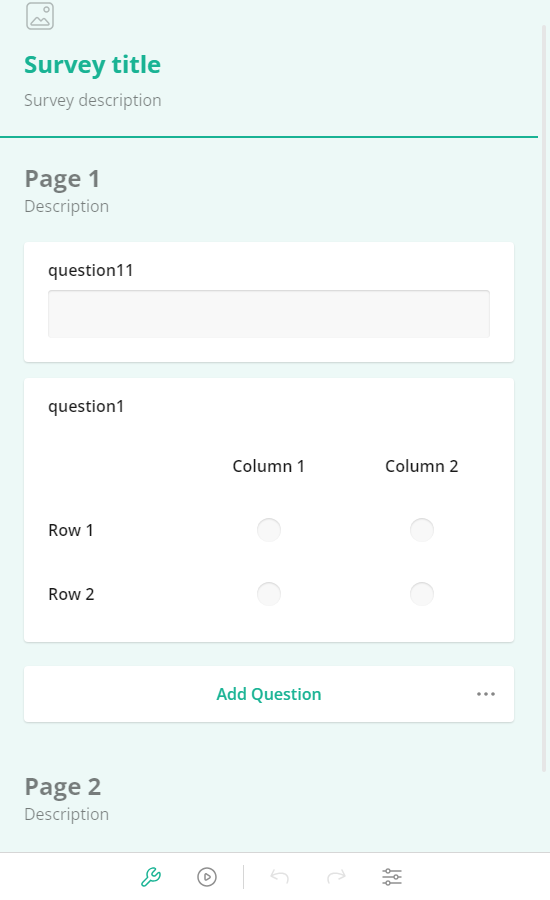 Survey title
Survey description
Page 1
Description
question11
question1
Column 1 Column 2
Row 1
Row 2
Add Question
Page 2
Description